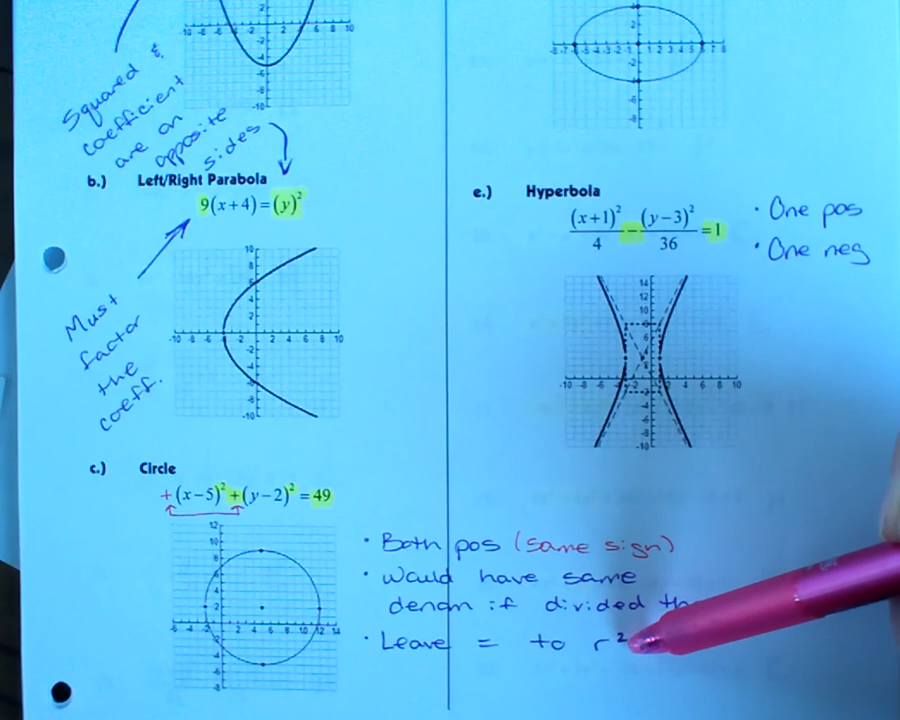 Squared &
coefficient
are on
opposite
sides
b.) Left/Right Parabola
9(x+4)=(y)²
Must
factor
the
coeff.
c.) Circle
+(x-5)²+(y-2)²=49
· Both pos (same sign)
· Would have same
denom if divided
· Leave = to r²
e.) Hyperbola
(x+1)²/4 - (y-3)²/36 = 1
· One pos
· One neg